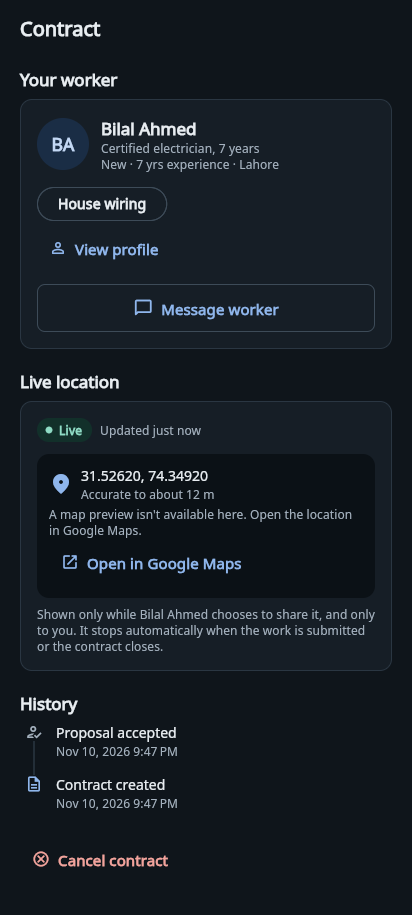 Contract
Your worker
BA
Bilal Ahmed
Certified electrician, 7 years
New · 7 yrs experience · Lahore
House wiring
View profile
Message worker
Live location
Live
Updated just now
31.52620, 74.34920
Accurate to about 12 m
A map preview isn't available here. Open the location
in Google Maps.
Open in Google Maps
Shown only while Bilal Ahmed chooses to share it, and only
to you. It stops automatically when the work is submitted
or the contract closes.
History
Proposal accepted
Nov 10, 2026 9:47 PM
Contract created
Nov 10, 2026 9:47 PM
Cancel contract